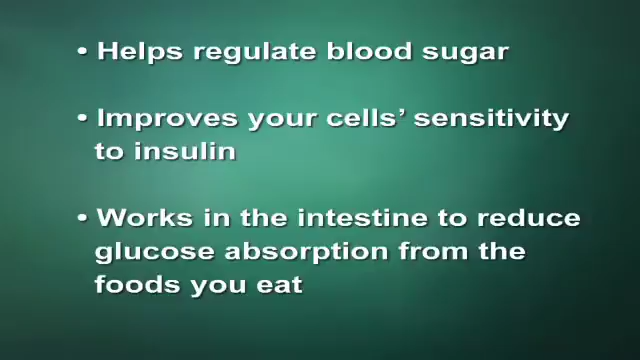 • Helps regulate blood sugar
• Improves your cells’ sensitivity
to insulin
• Works in the intestine to reduce
glucose absorption from the
foods you eat